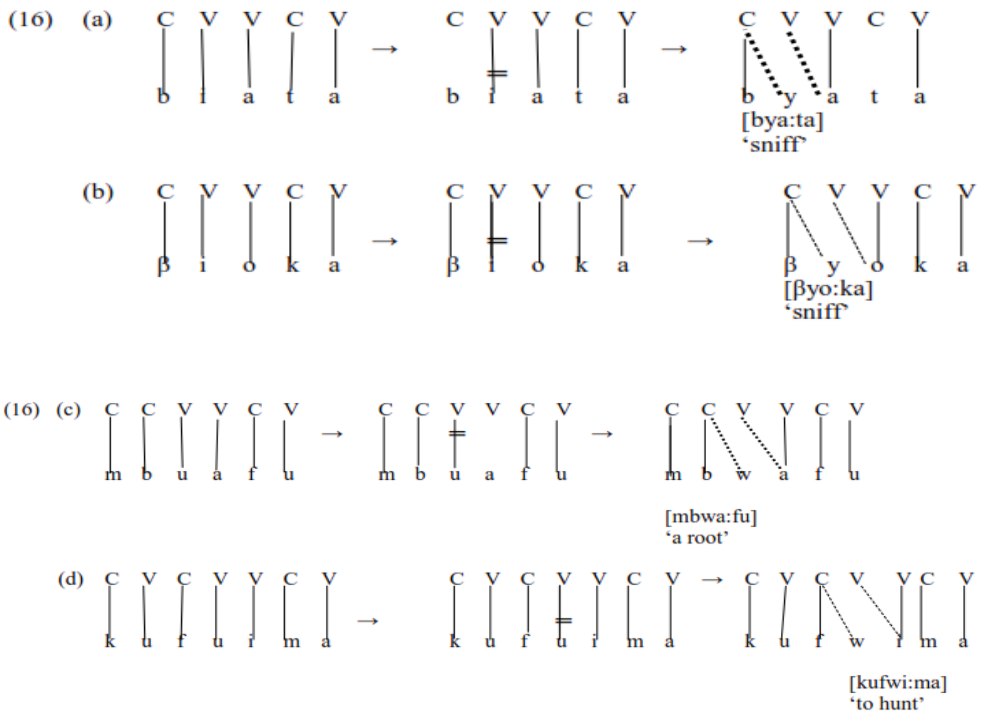 (16) (a) C V V C V C V V C V C V V C V
→ →
b i a t a b i a t a b y a t a
[bya:ta]
‘sniff’
(b) C V V C V C V V C V C V V C V
→ →
β i o k a β i o k a β y o k a
[βyo:ka]
‘sniff’
(16) (c) C C V V C V C C V V C V C C V V C V
→ →
m b u a f u m b u a f u m b w a f u
[mbwa:fu]
‘a root’
(d) C V C V V C V C V C V V C V → C V C V V C V
→
k u f u i m a k u f u i m a k u f w i m a
[kufwi:ma]
‘to hunt’